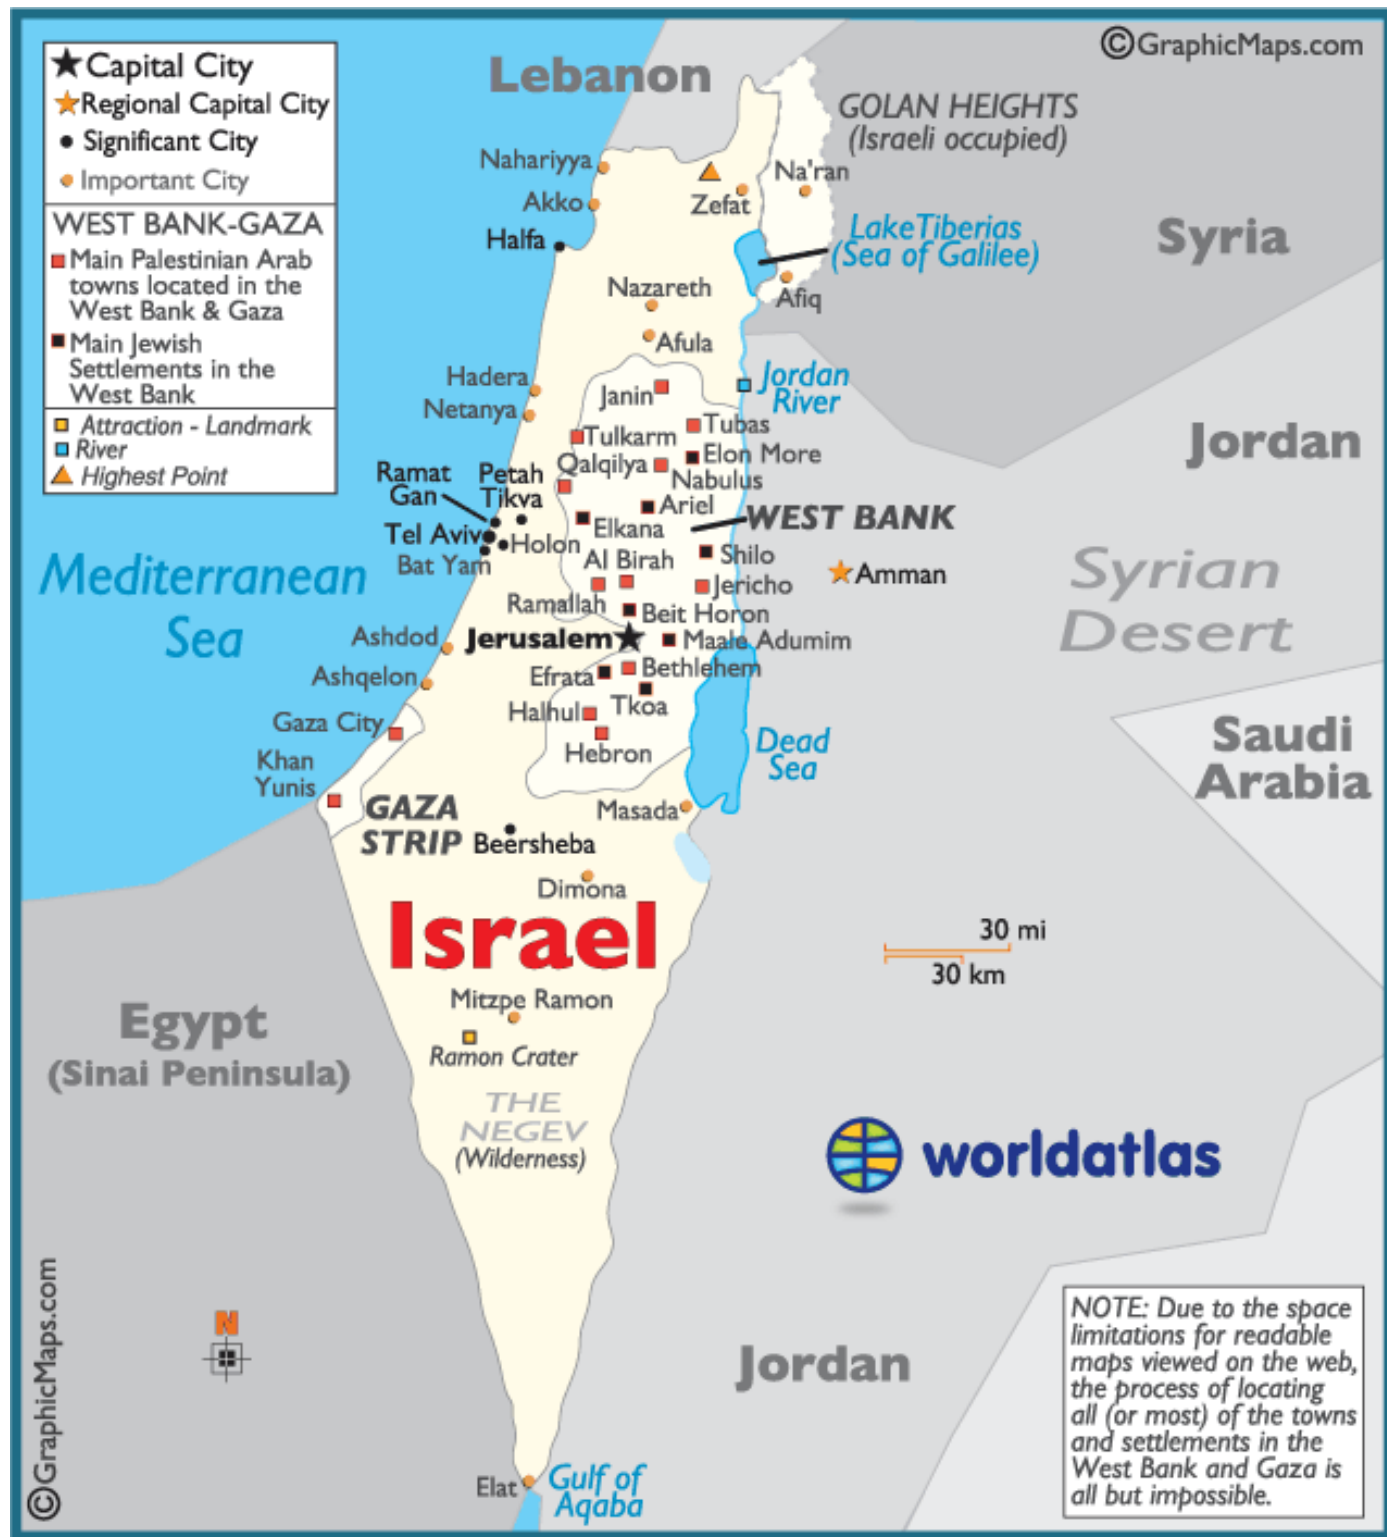 ©GraphicMaps.com
Capital City
Regional Capital City
Significant City
Important City
WEST BANK-GAZA
Main Palestinian Arab
towns located in the
West Bank & Gaza
Main Jewish
Settlements in the
West Bank
Attraction - Landmark
River
Highest Point
Lebanon
GOLAN HEIGHTS
(Israeli occupied)
Nahariyya
Na'ran
Akko
Zefat
Halfa
Lake Tiberias
(Sea of Galilee)
Syria
Nazareth
Afiq
Afula
Hadera
Jordan
River
Netanya
Janin
Tubas
Tulkarm
Jordan
Elon More
Qalqilya
Nabulus
Ramat
Gan
Petah
Tikva
Ariel
WEST BANK
Elkana
Tel Aviv
Holon
Bat Yam
Al Birah
Shilo
Mediterranean
Sea
Amman
Syrian
Desert
Jericho
Ramallah
Beit Horon
Ashdod
Jerusalem
Maale Adumim
Ashqelon
Efrata
Bethlehem
Tkoa
Halhul
Gaza City
Hebron
Dead
Sea
Saudi
Arabia
Khan
Yunis
GAZA
STRIP
Masada
Beersheba
Dimona
Israel
30 mi
30 km
Mitzpe Ramon
Egypt
(Sinai Peninsula)
Ramon Crater
THE
NEGEV
(Wilderness)
worldatlas
©GraphicMaps.com
N
Jordan
NOTE: Due to the space
limitations for readable
maps viewed on the web,
the process of locating
all (or most) of the towns
and settlements in the
West Bank and Gaza is
all but impossible.
Elat
Gulf of
Aqaba